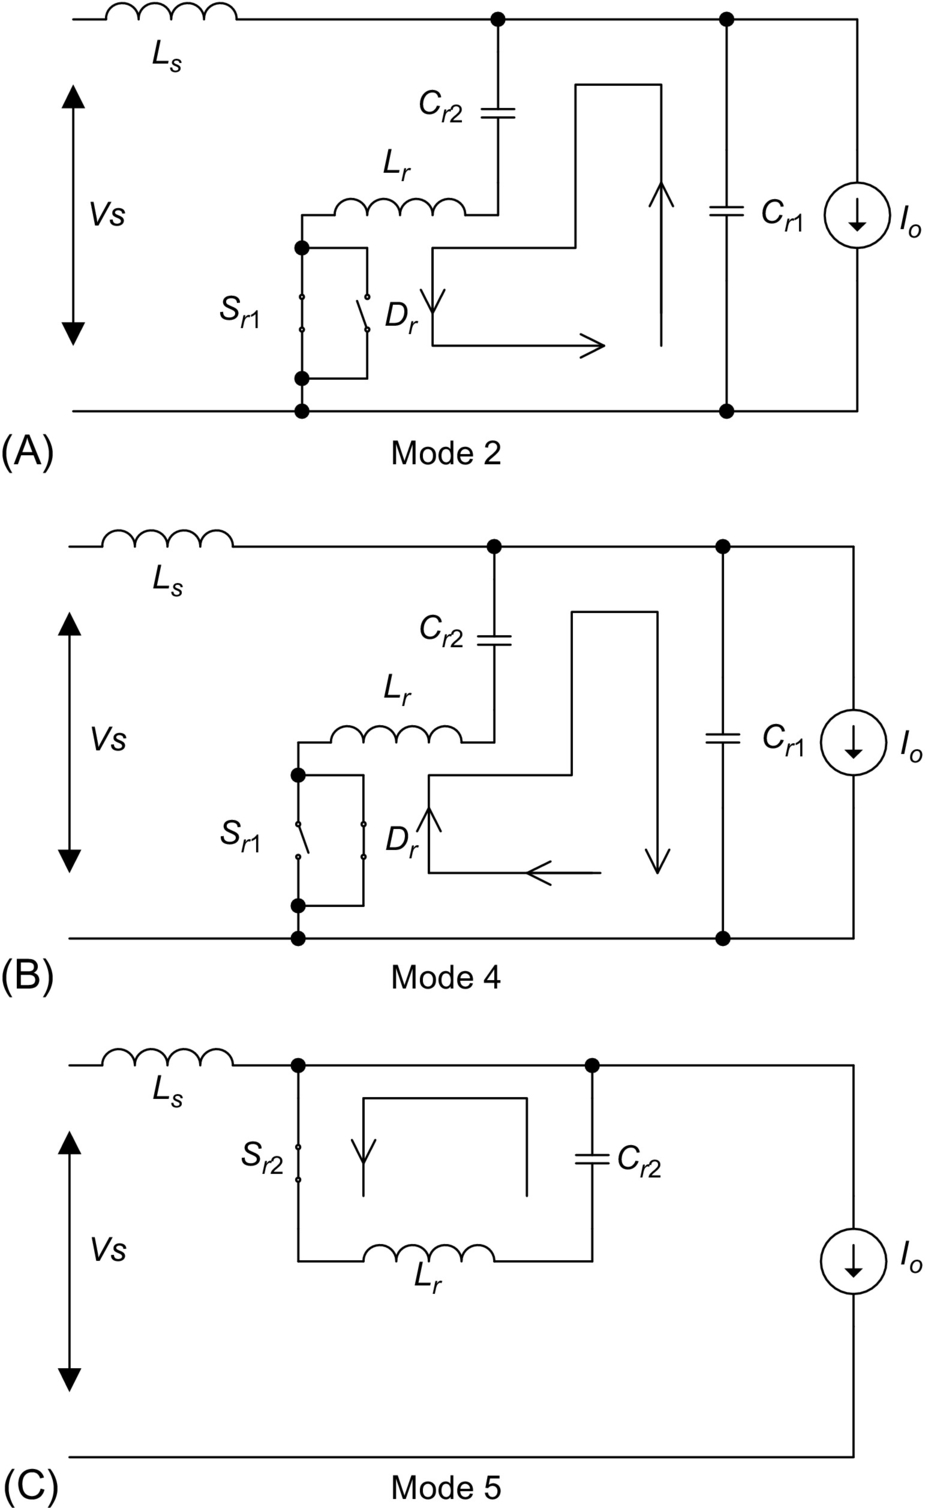 Ls
Cr2
Lr
Vs
Cr1
Io
Sr1
Dr
(A)
Mode 2
Ls
Cr2
Lr
Vs
Cr1
Io
Sr1
Dr
(B)
Mode 4
Ls
Sr2
Cr2
Vs
Lr
Io
(C)
Mode 5